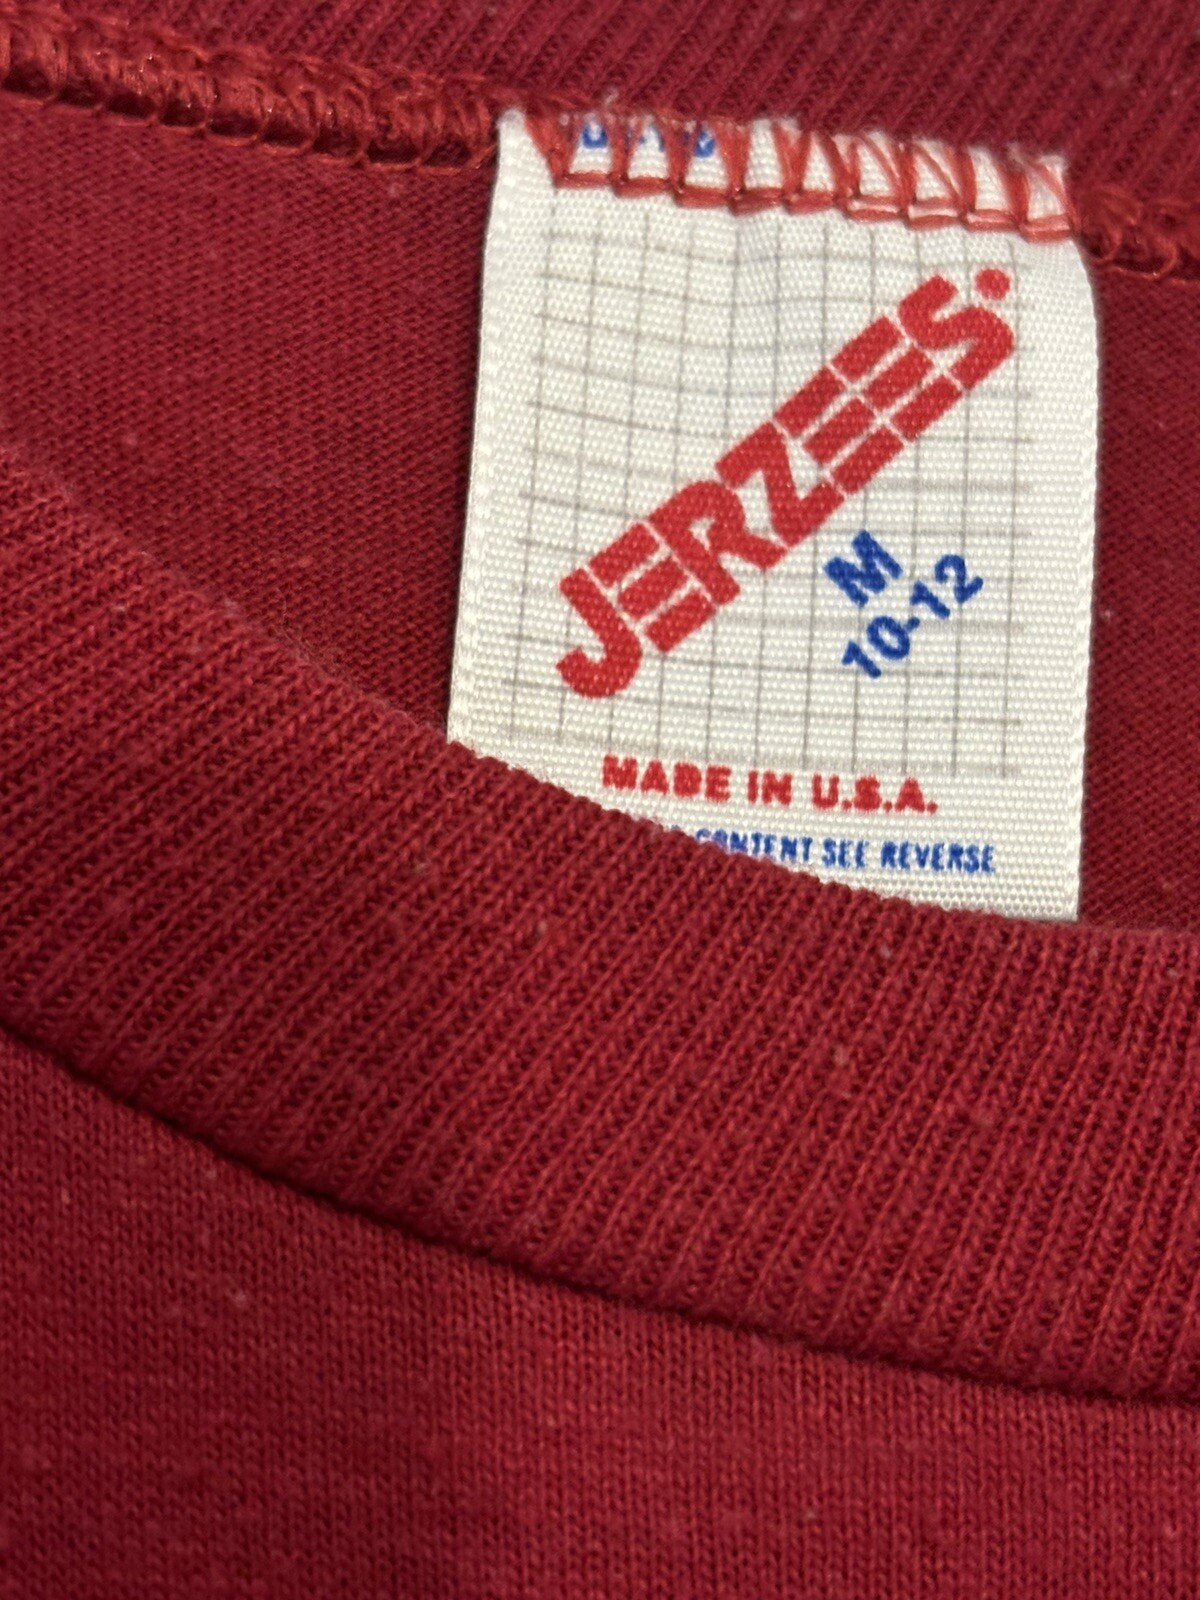 JERZEES
M
10-12
MADE IN U.S.A.
CONTENT SEE REVERSE